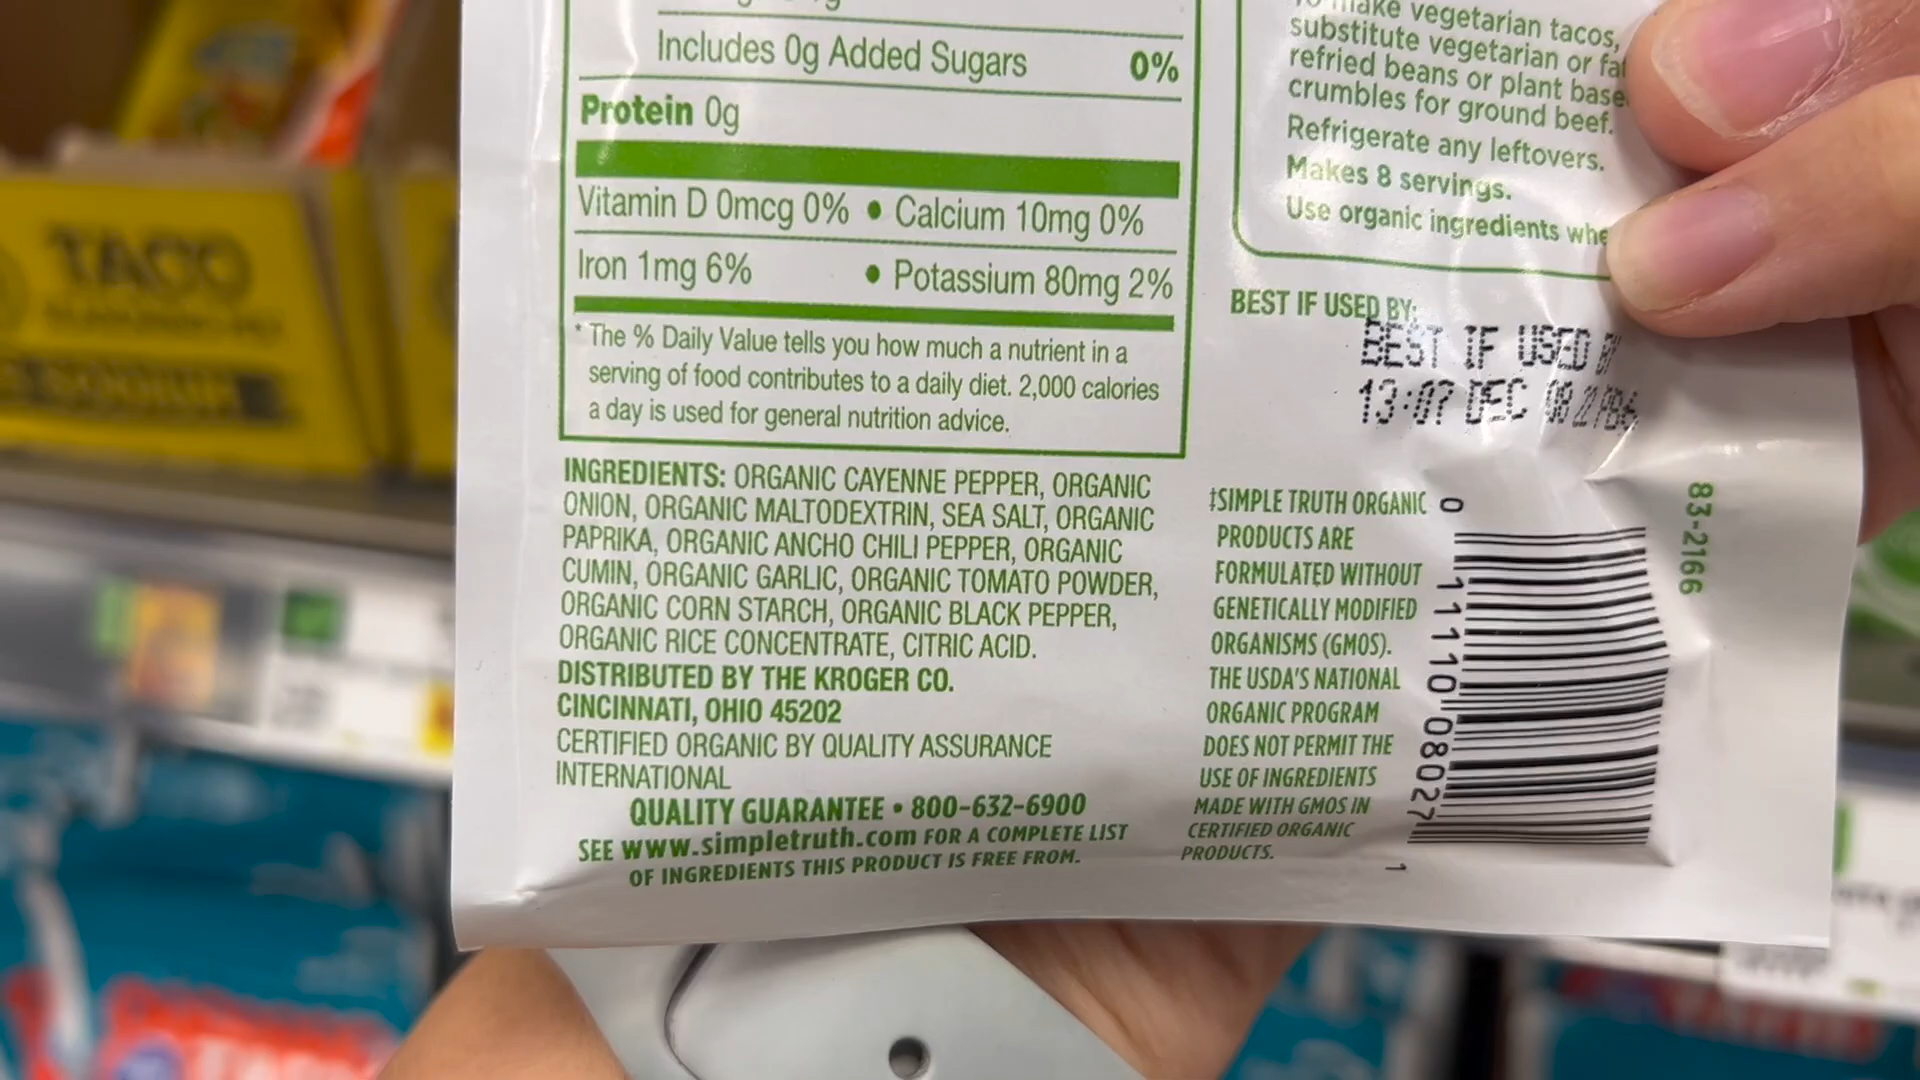 Includes 0g Added Sugars 0%
Protein 0g
Vitamin D 0mcg 0% • Calcium 10mg 0%
Iron 1mg 6% • Potassium 80mg 2%
* The % Daily Value tells you how much a nutrient in a
serving of food contributes to a daily diet. 2,000 calories
a day is used for general nutrition advice.
INGREDIENTS: ORGANIC CAYENNE PEPPER, ORGANIC
ONION, ORGANIC MALTODEXTRIN, SEA SALT, ORGANIC
PAPRIKA, ORGANIC ANCHO CHILI PEPPER, ORGANIC
CUMIN, ORGANIC GARLIC, ORGANIC TOMATO POWDER,
ORGANIC CORN STARCH, ORGANIC BLACK PEPPER,
ORGANIC RICE CONCENTRATE, CITRIC ACID.
DISTRIBUTED BY THE KROGER CO.
CINCINNATI, OHIO 45202
CERTIFIED ORGANIC BY QUALITY ASSURANCE
INTERNATIONAL
QUALITY GUARANTEE • 800-632-6900
SEE www.simpletruth.com FOR A COMPLETE LIST
OF INGREDIENTS THIS PRODUCT IS FREE FROM.
make vegetarian tacos,
substitute vegetarian or
refried beans or plant
crumbles for ground beef.
Refrigerate any leftovers.
Makes 8 servings.
Use organic ingredients
BEST IF USED BY:
BEST IF USED BY
13:07 DEC
‡SIMPLE TRUTH ORGANIC
PRODUCTS ARE
FORMULATED WITHOUT
GENETICALLY MODIFIED
ORGANISMS (GMOS).
THE USDA'S NATIONAL
ORGANIC PROGRAM
DOES NOT PERMIT THE
USE OF INGREDIENTS
MADE WITH GMOS IN
CERTIFIED ORGANIC
PRODUCTS.
0 11110 08027 1
83-2166
TACO
SODIUM